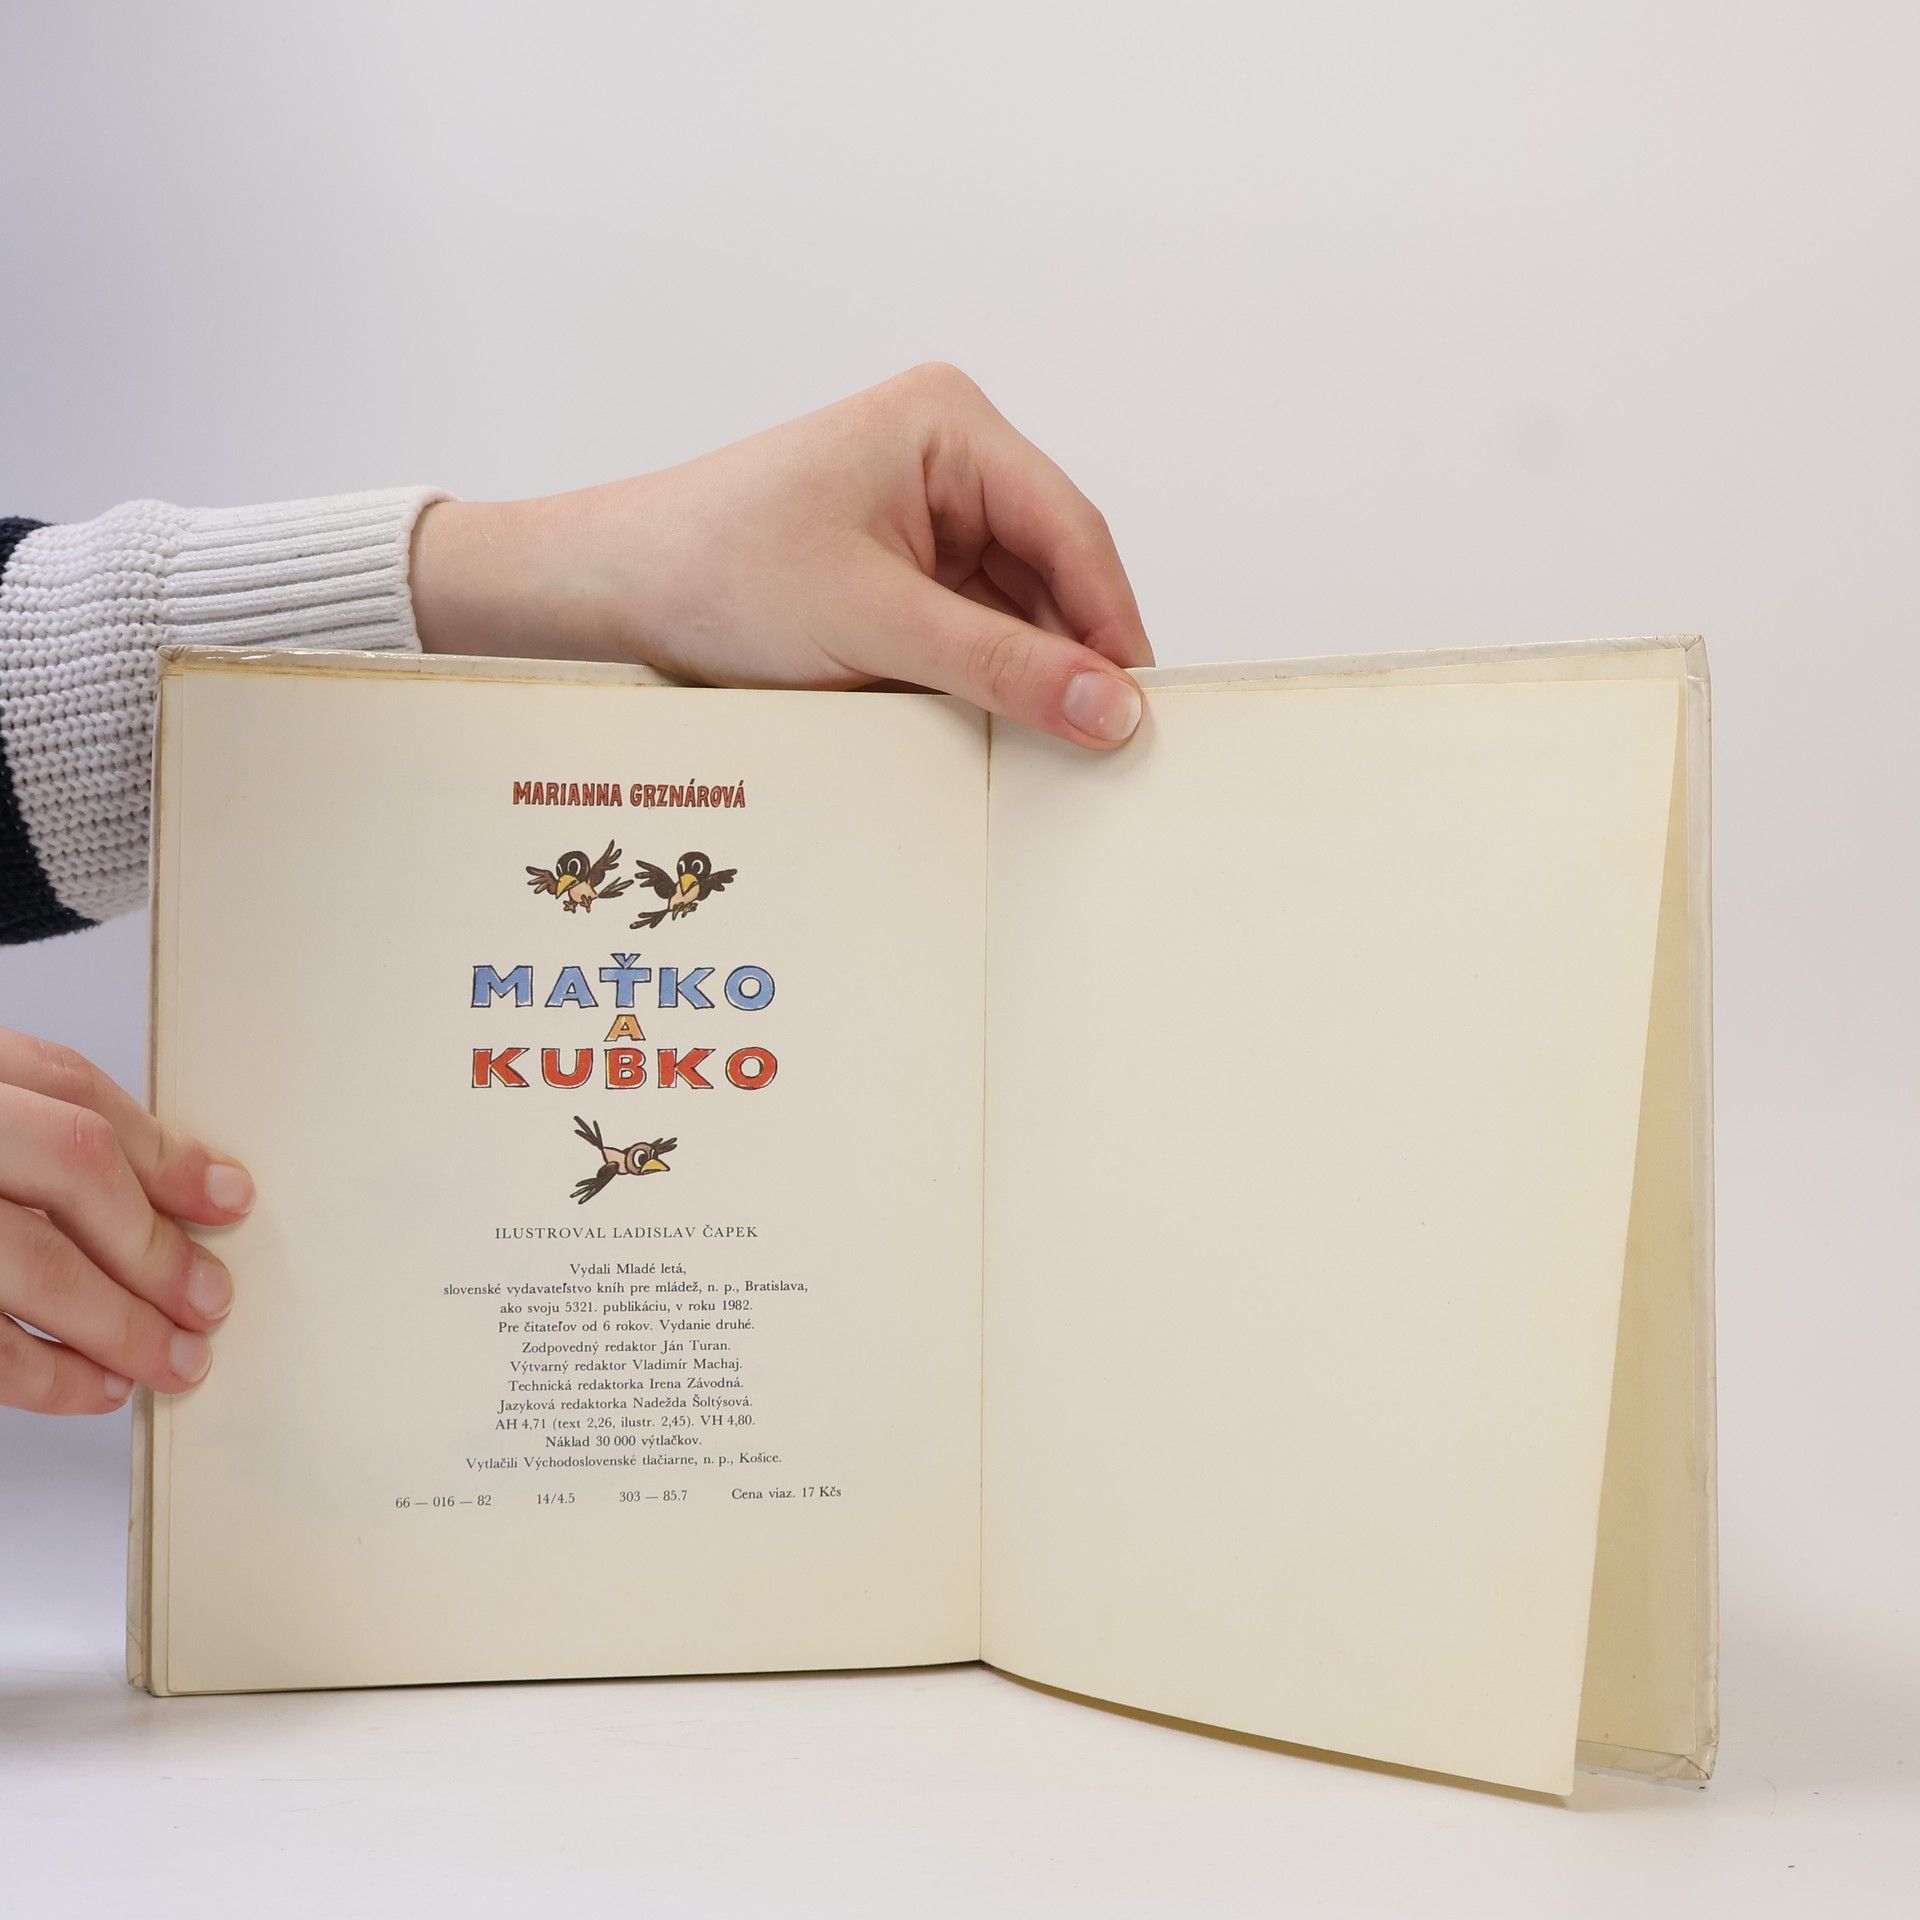 MARIANNA GRZNÁROVÁ
MAŤKO
A
KUBKO
ILUSTROVAL LADISLAV ČAPEK
Vydali Mladé letá,
slovenské vydavateľstvo kníh pre mládež, n. p., Bratislava,
ako svoju 5321. publikáciu, v roku 1982.
Pre čitateľov od 6 rokov. Vydanie druhé.
Zodpovedný redaktor Ján Turan.
Výtvarný redaktor Vladimír Machaj.
Technická redaktorka Irena Závodná.
Jazyková redaktorka Nadežda Šoltýsová.
AH 4,71 (text 2,26, ilustr. 2,45). VH 4,80.
Náklad 30 000 výtlačkov.
Vytlačili Východoslovenské tlačiarne, n. p., Košice.
66 — 016 — 82 14/4.5 303 — 85.7 Cena viaz. 17 Kčs